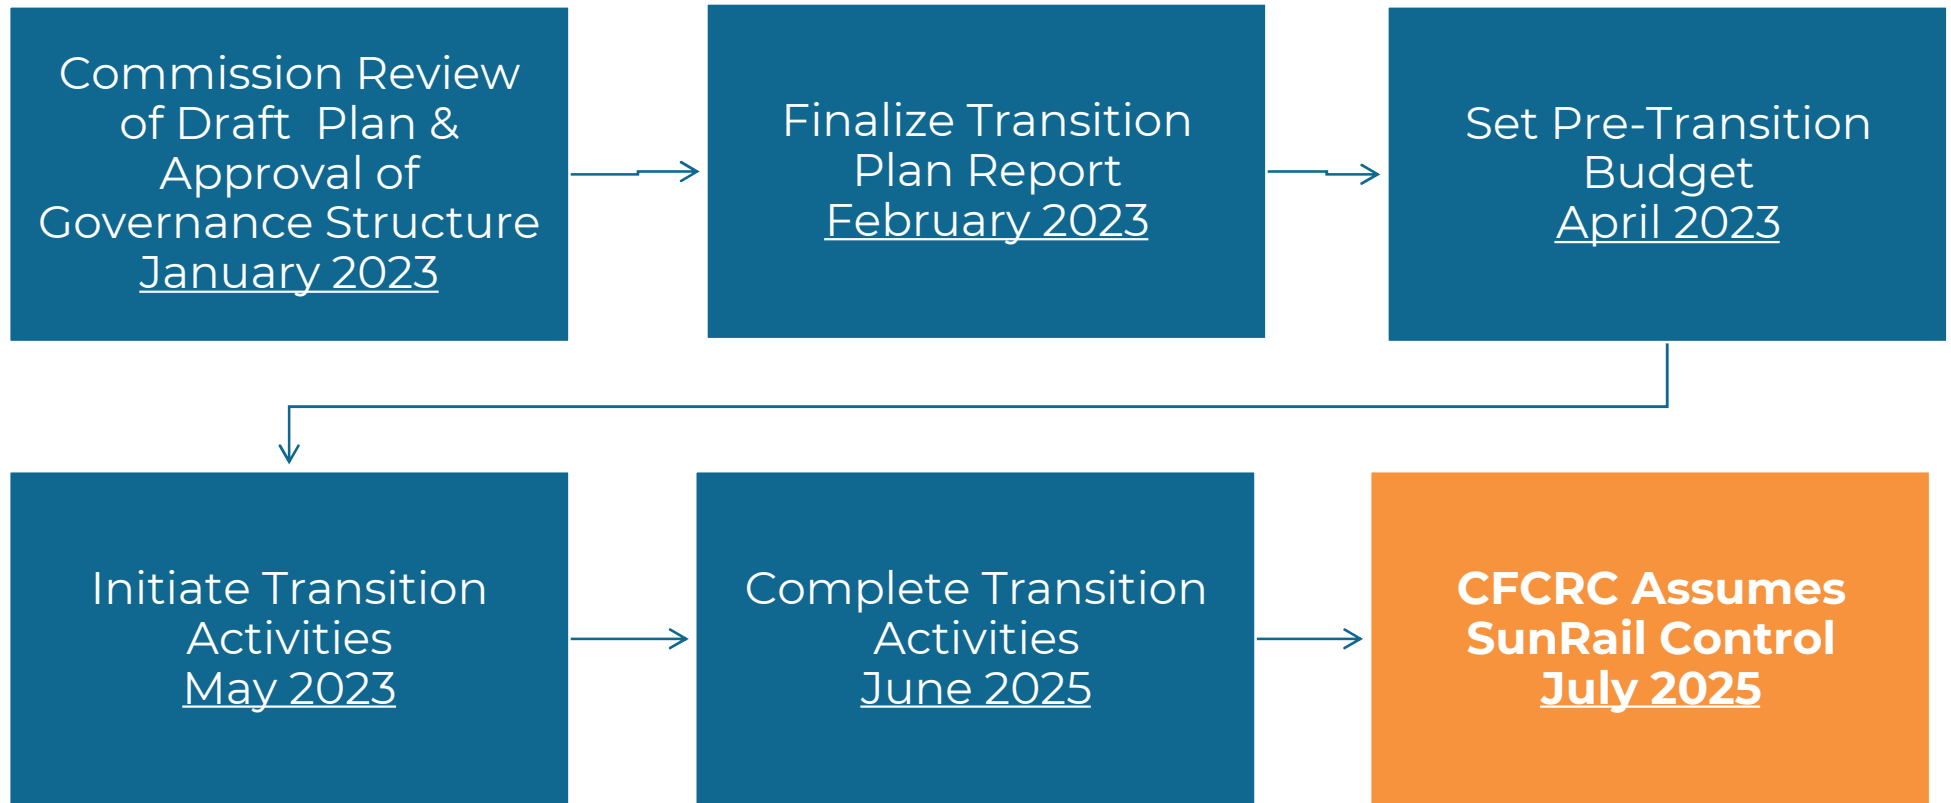 Commission Review
of Draft  Plan &
Approval of
Governance Structure
January 2023
Finalize Transition
Plan Report
February 2023
Set Pre-Transition
Budget
April 2023
Initiate Transition
Activities
May 2023
Complete Transition
Activities
June 2025
CFCRC Assumes
SunRail Control
July 2025